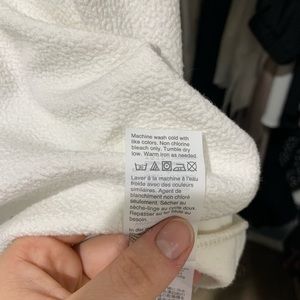 Machine wash cold with
like colors. Non chlorine
bleach only. Tumble dry
low. Warm iron as needed.
Laver à la machine à l'eau
froide avec des couleurs
similaires. Agent de
blanchiment non chloré
seulement. Sécher au
sèche-linge au cycle doux.
Repasser au fer tiède au
besoin.